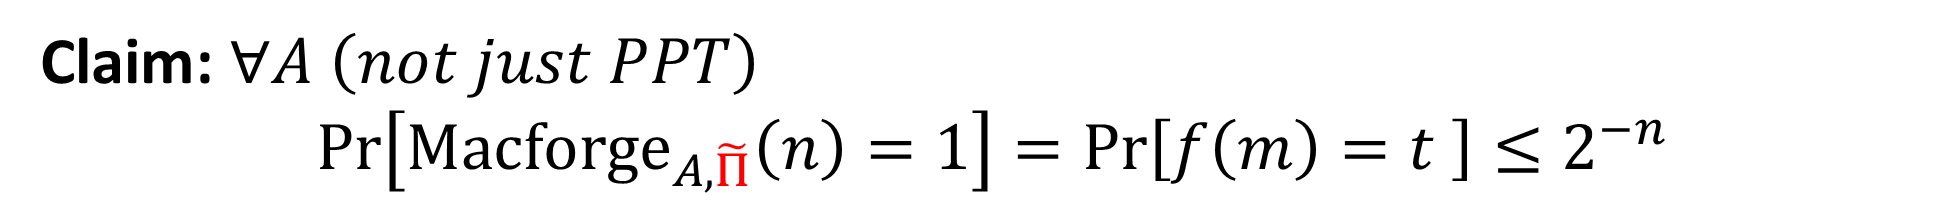 Claim: ∀A (not just PPT)
Pr[Macforge_{A,Π̃}(n) = 1] = Pr[f(m) = t ] ≤ 2^{−n}